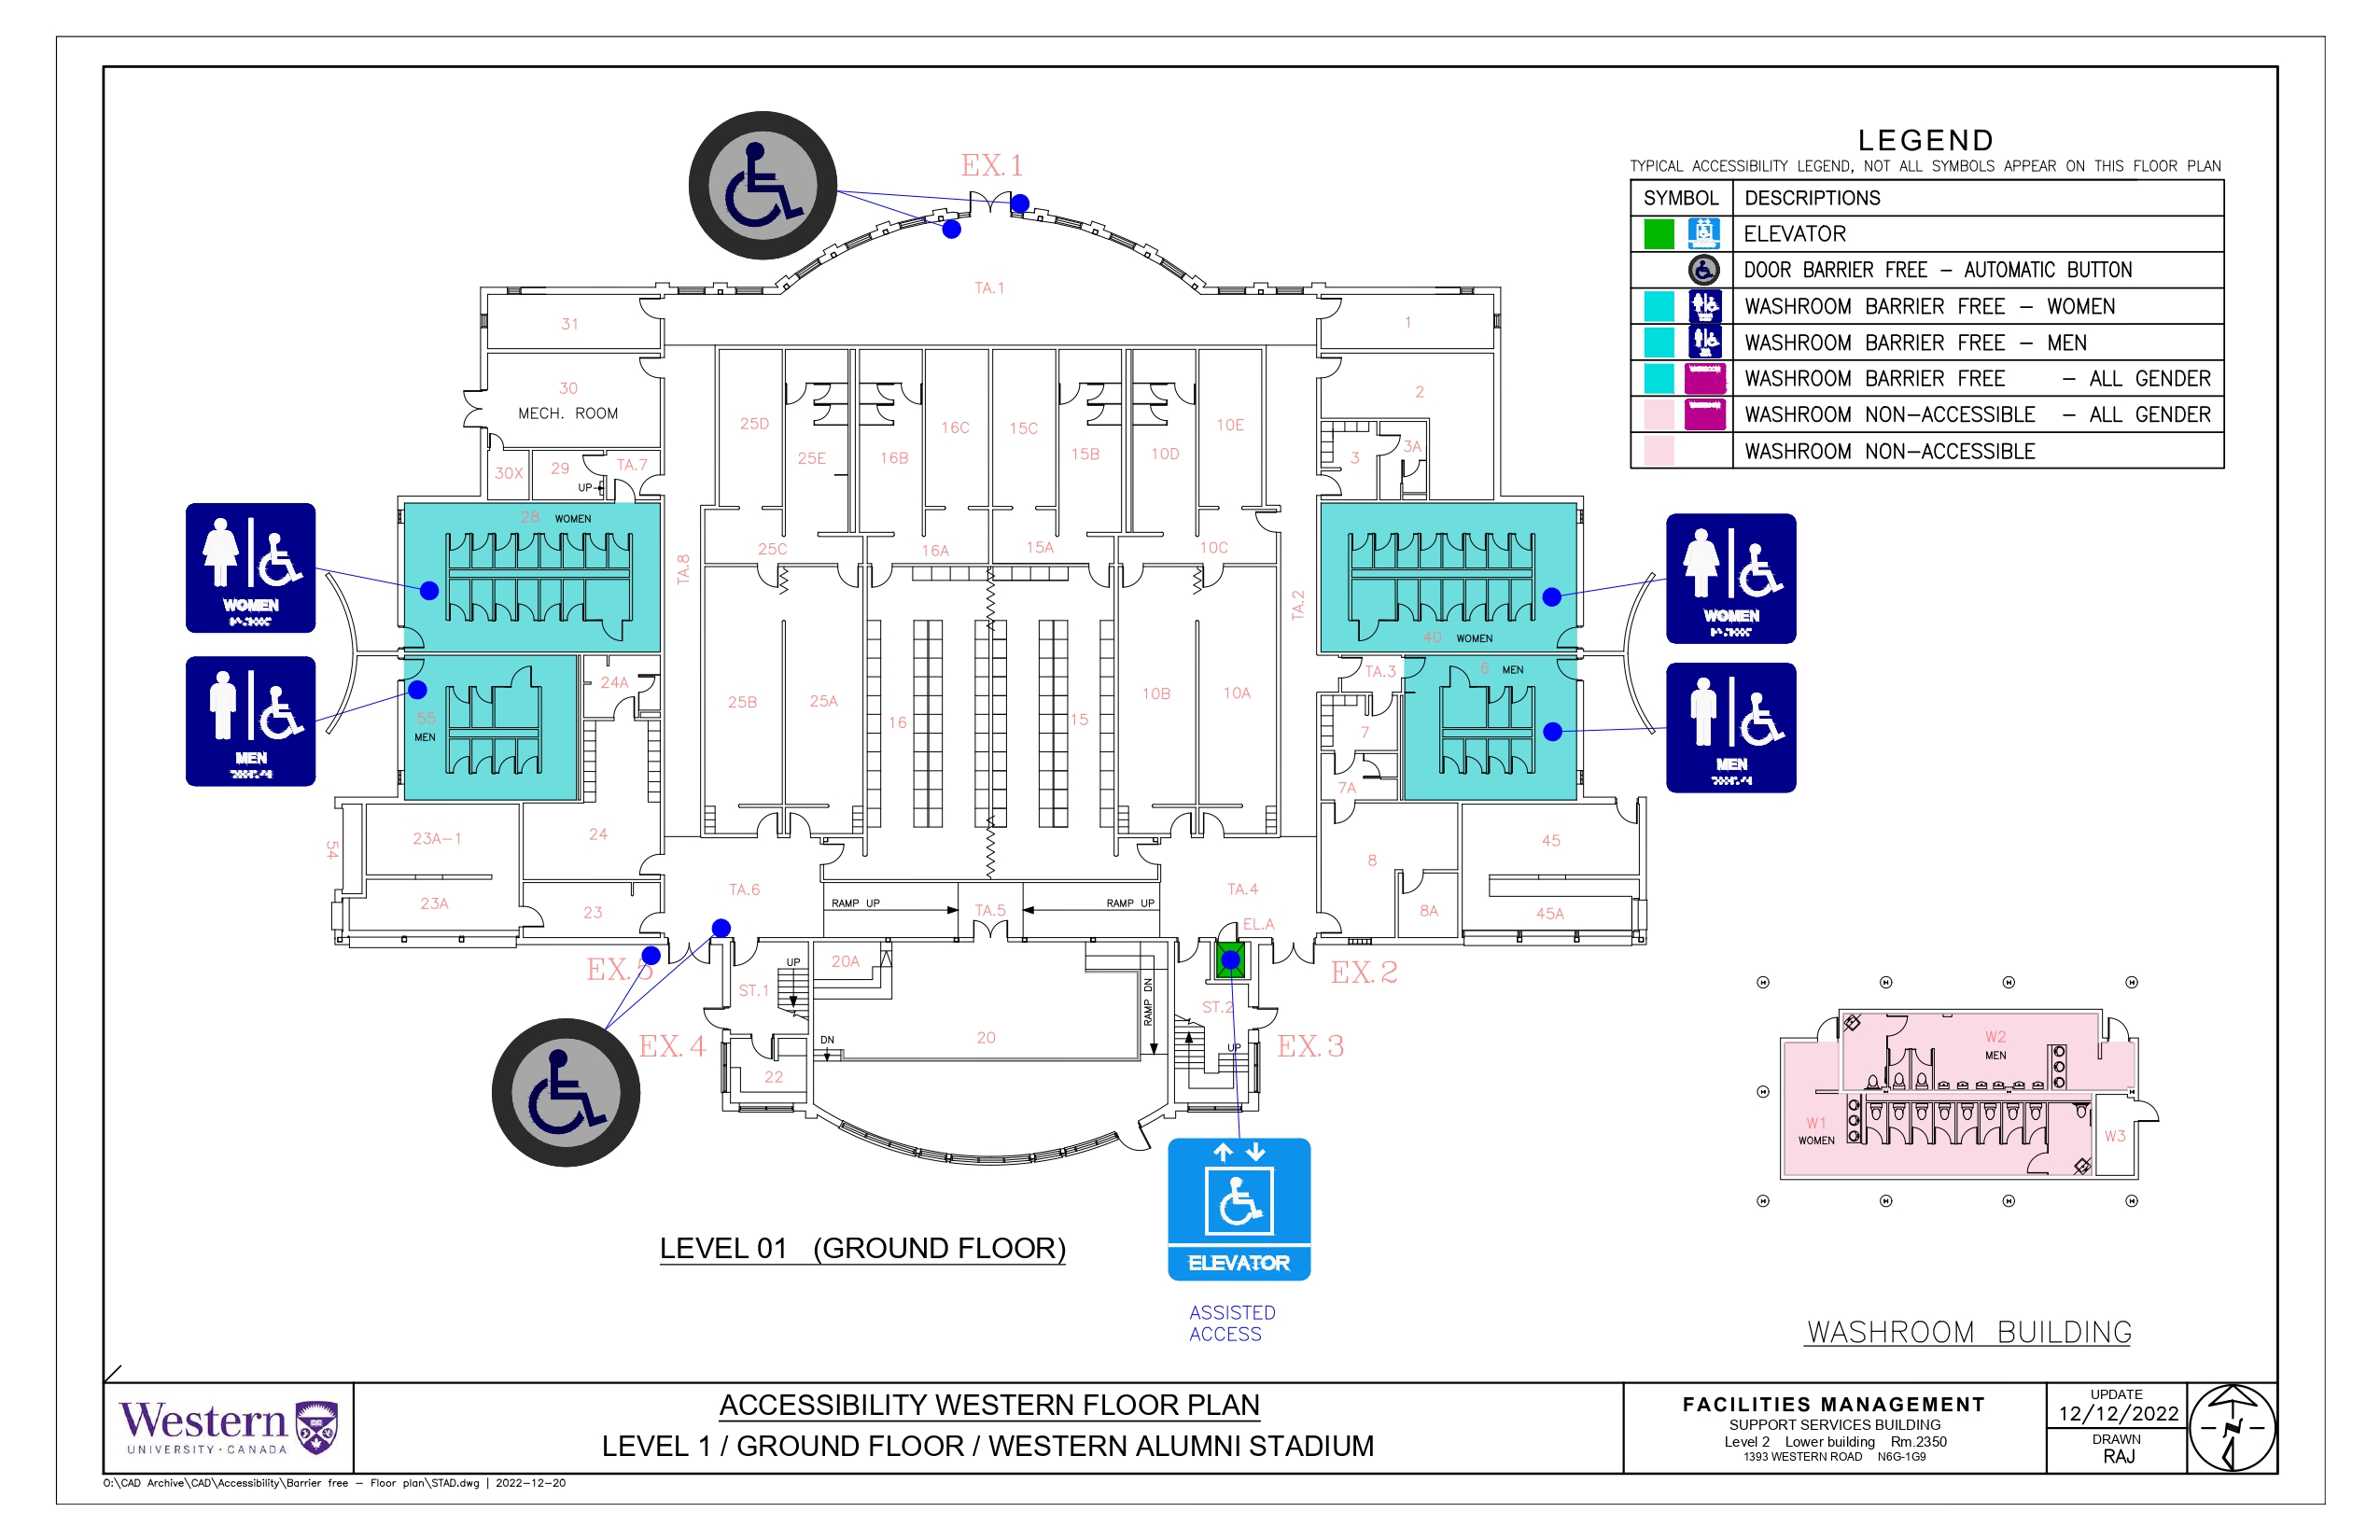 EX.1
LEGEND
TYPICAL ACCESSIBILITY LEGEND, NOT ALL SYMBOLS APPEAR ON THIS FLOOR PLAN
SYMBOL DESCRIPTIONS
ELEVATOR
DOOR BARRIER FREE – AUTOMATIC BUTTON
WASHROOM BARRIER FREE – WOMEN
WASHROOM BARRIER FREE – MEN
WASHROOM BARRIER FREE – ALL GENDER
WASHROOM NON–ACCESSIBLE – ALL GENDER
WASHROOM NON–ACCESSIBLE
TA.1
31
1
30
MECH. ROOM
2
25D
16C
15C
10E
25E
16B
15B
10D
3A
3
30X
29
TA.7
UP
28 WOMEN
25C
16A
15A
10C
TA.8
TA.2
WOMEN
WOMEN
40 WOMEN
MEN
MEN
24A
TA.3
6 MEN
55
MEN
25B
25A
16
15
10B
10A
7
7A
54
23A–1
24
8
45
23A
23
TA.6
RAMP UP
TA.5
RAMP UP
TA.4
EL.A
8A
45A
EX.5
20A
UP
ST.1
EX.2
RAMP DN
ST.2
EX.4
DN
20
UP
EX.3
22
W2
MEN
W1
WOMEN
W3
ELEVATOR
LEVEL 01 (GROUND FLOOR)
ASSISTED
ACCESS
WASHROOM BUILDING
Western
UNIVERSITY · CANADA
ACCESSIBILITY WESTERN FLOOR PLAN
LEVEL 1 / GROUND FLOOR / WESTERN ALUMNI STADIUM
FACILITIES MANAGEMENT
SUPPORT SERVICES BUILDING
Level 2 Lower building Rm.2350
1393 WESTERN ROAD N6G-1G9
UPDATE
12/12/2022
DRAWN
RAJ
N
O:\CAD Archive\CAD\Accessibility\Barrier free – Floor plan\STAD.dwg | 2022-12-20